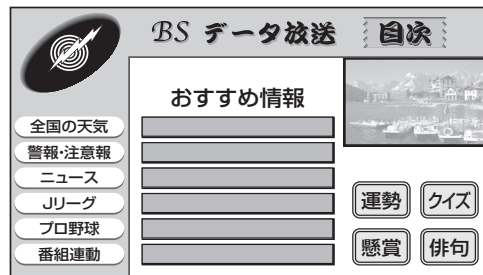 BS データ放送 目次
おすすめ情報
全国の天気
警報・注意報
ニュース
Jリーグ
プロ野球
番組連動
運勢 クイズ
懸賞 俳句